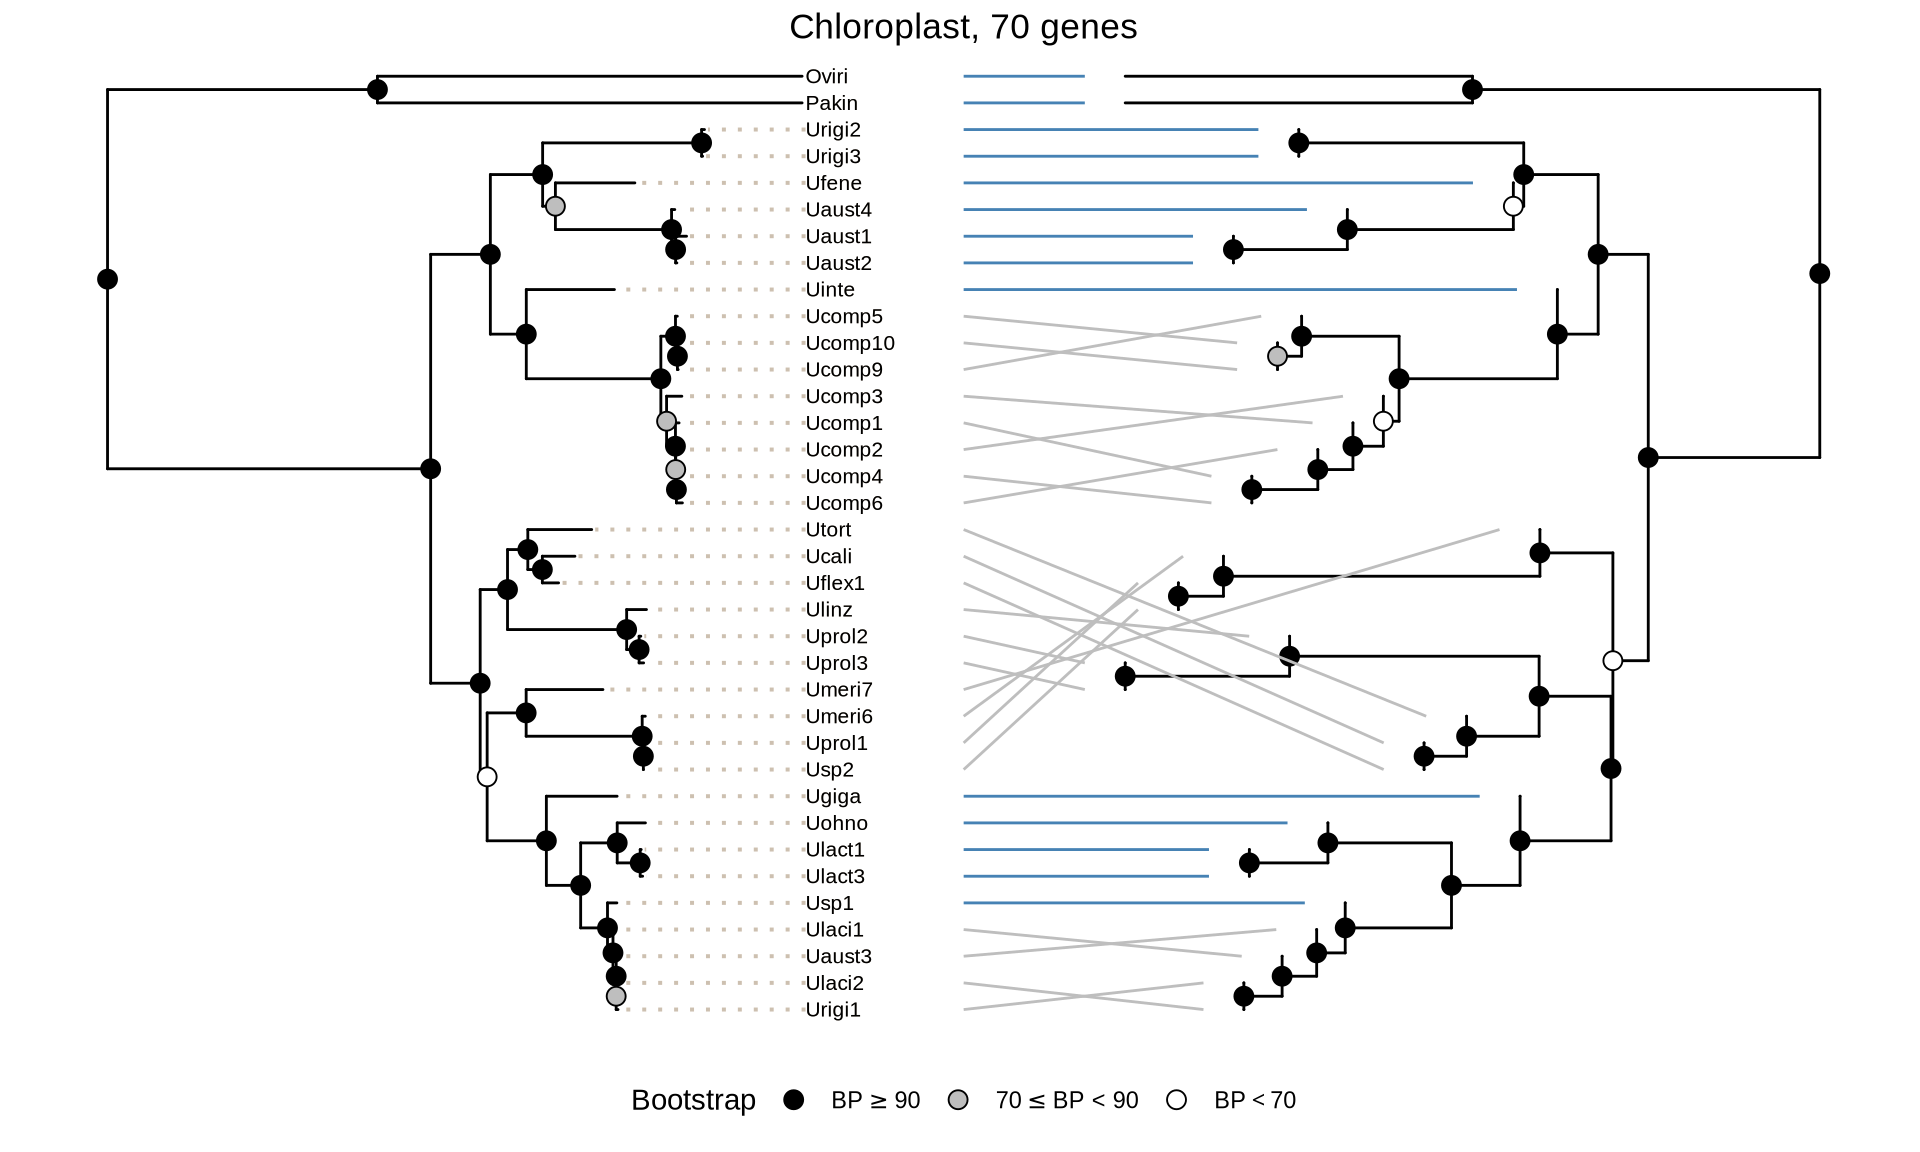 Chloroplast, 70 genes
Oviri
Pakin
Urigi2
Urigi3
Ufene
Uaust4
Uaust1
Uaust2
Uinte
Ucomp5
Ucomp10
Ucomp9
Ucomp3
Ucomp1
Ucomp2
Ucomp4
Ucomp6
Utort
Ucali
Uflex1
Ulinz
Uprol2
Uprol3
Umeri7
Umeri6
Uprol1
Usp2
Ugiga
Uohno
Ulact1
Ulact3
Usp1
Ulaci1
Uaust3
Ulaci2
Urigi1
Bootstrap BP ≥ 90 70 ≤ BP < 90 BP < 70